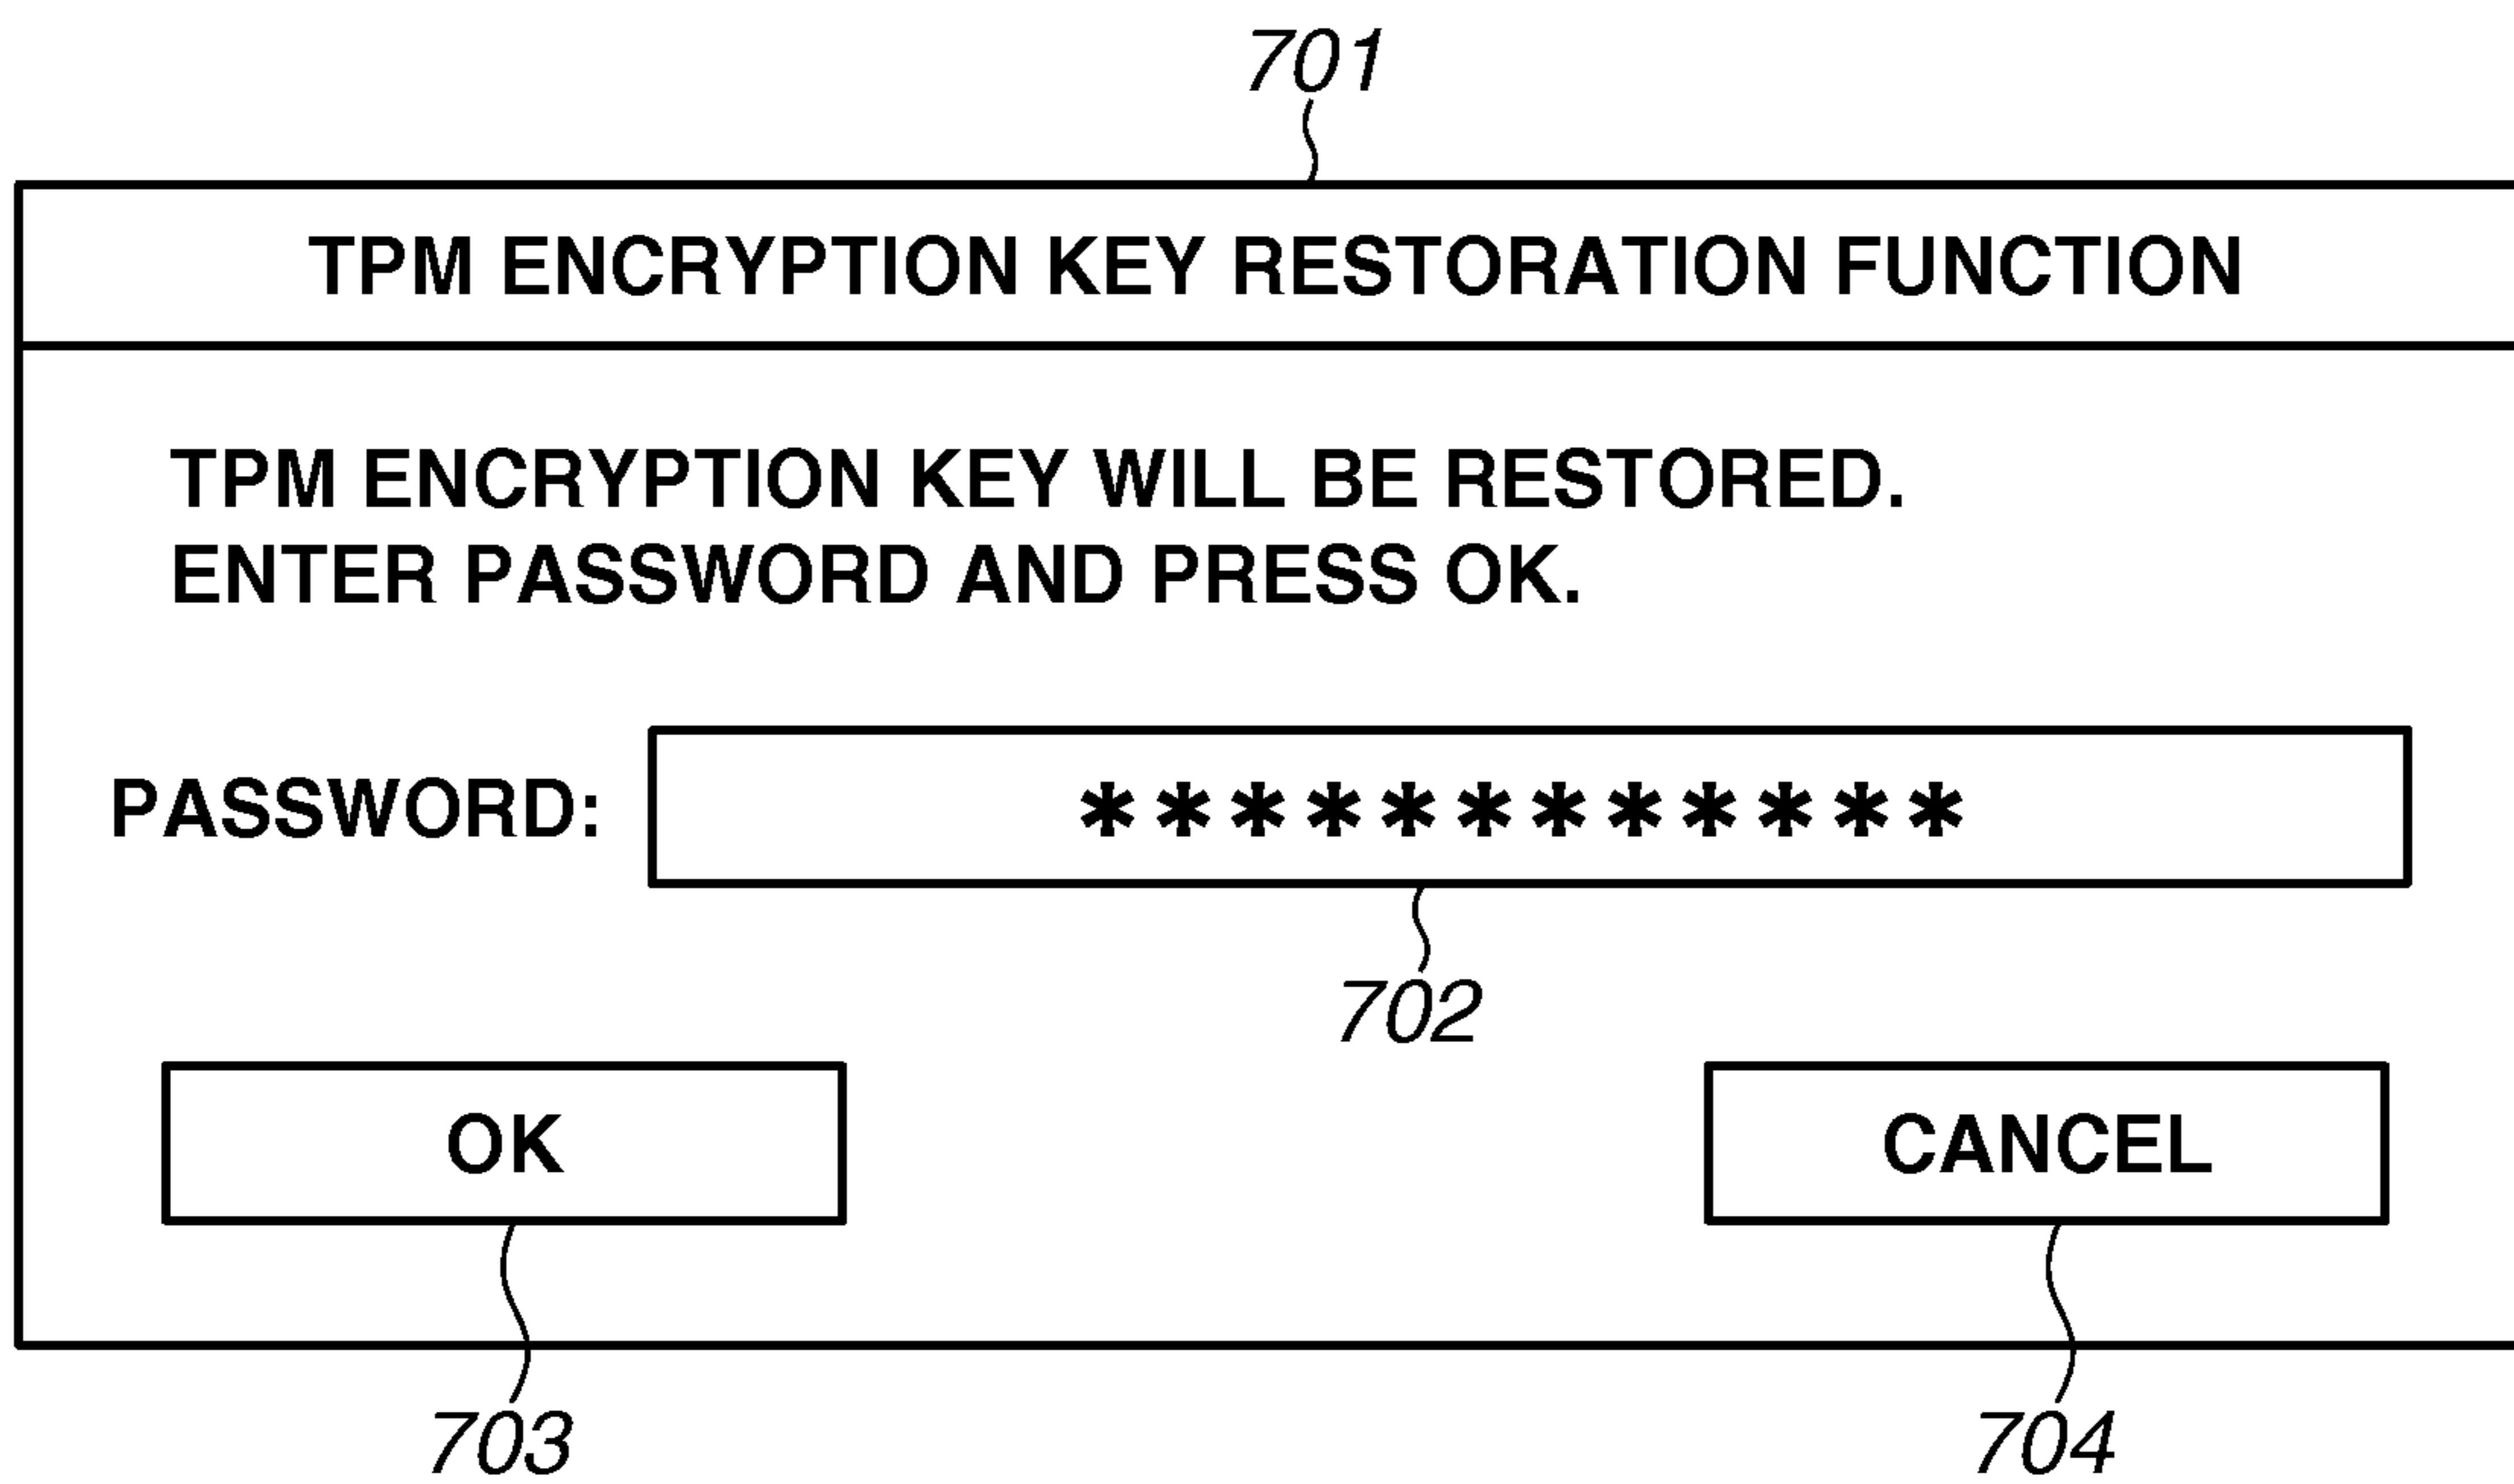 701
TPM ENCRYPTION KEY RESTORATION FUNCTION
TPM ENCRYPTION KEY WILL BE RESTORED.
ENTER PASSWORD AND PRESS OK.
PASSWORD: ************
702
OK CANCEL
703 704